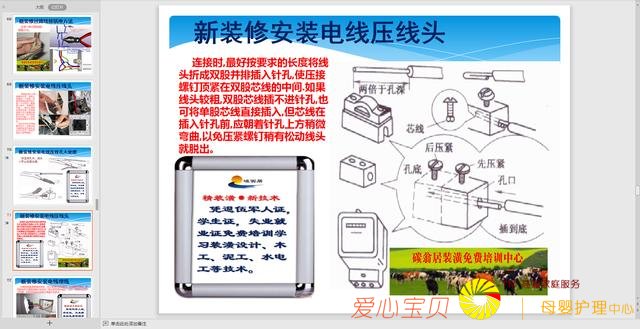 大纲
幻灯片
新装修安装电线压线头
连接时,最好按要求的长度将线
头折成双股并排插入针孔,使压接
螺钉顶紧在双股芯线的中间.如果
线头较粗,双股芯线插不进针孔,也
可将单股芯线直接插入,但芯线在
插入针孔前,应朝着针孔上方稍微
弯曲,以免压紧螺钉稍有松动线头
就脱出。
两倍于孔深
芯线
后压紧
先压紧
孔底
孔口
插到底
精装潢
新技术
凭退伍军人证,
学生证, 失业就
业证免费培训学
习装潢设计、木
工、泥工、水电
工等技术。
碳翁居装潢免费培训中心
爱心宝贝
家庭服务
母婴护理中心
单击此处添加备注